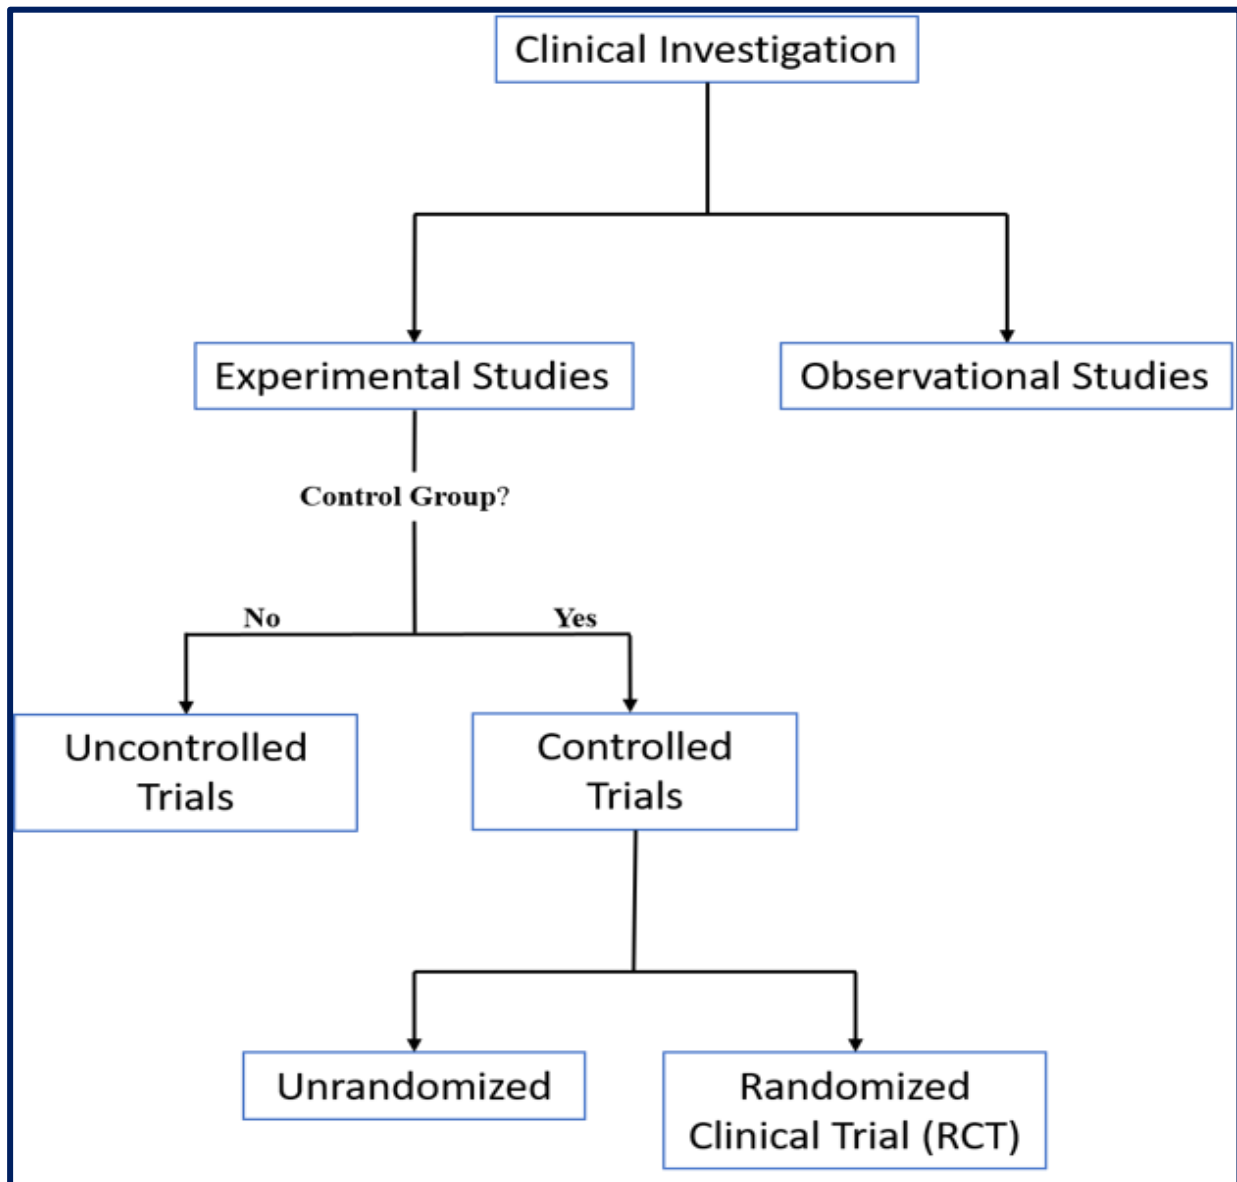 Clinical Investigation
Experimental Studies
Observational Studies
Control Group?
No
Yes
Uncontrolled
Trials
Controlled
Trials
Unrandomized
Randomized
Clinical Trial (RCT)